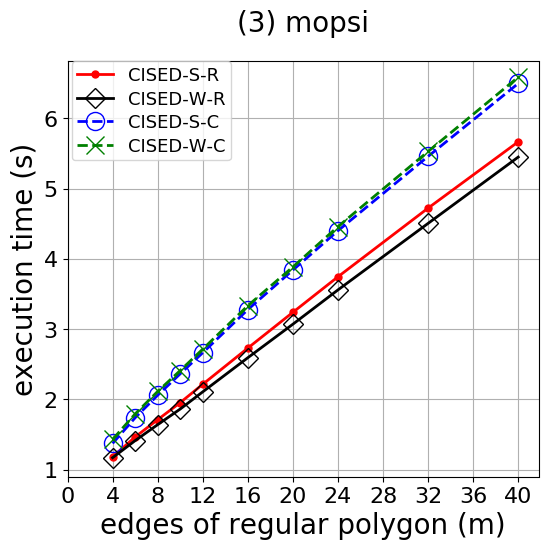 (3) mopsi
CISED-S-R
CISED-W-R
CISED-S-C
CISED-W-C
execution time (s)
6
5
4
3
2
1
0 4 8 12 16 20 24 28 32 36 40
edges of regular polygon (m)